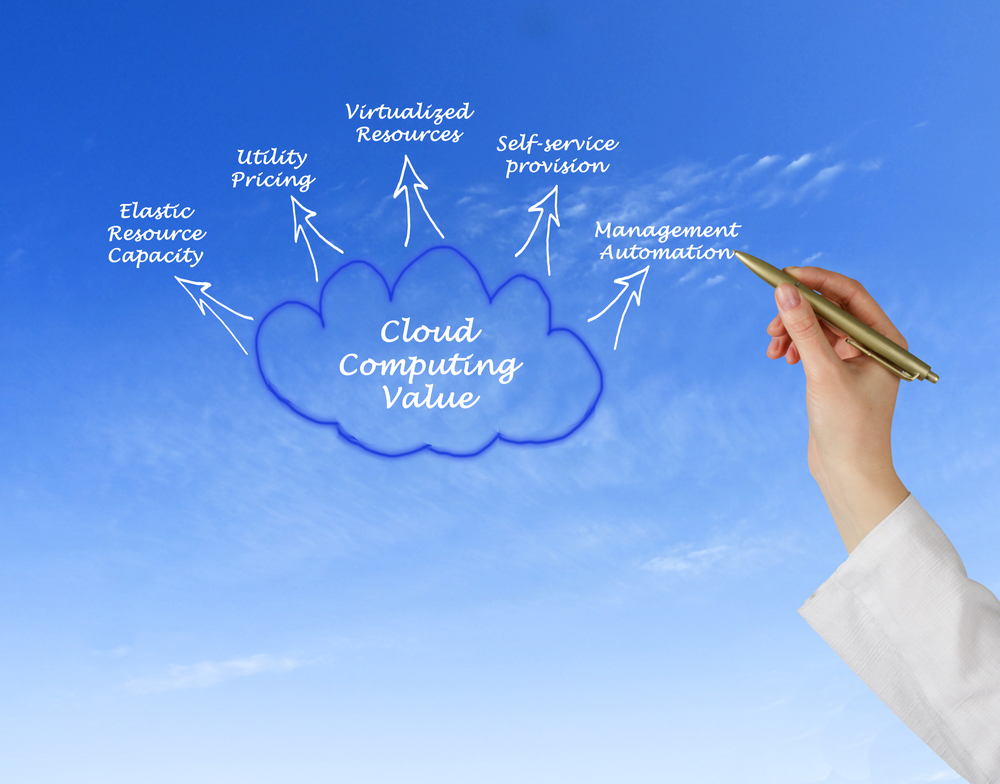 Virtualized
Resources
Self-service
provision
Utility
Pricing
Elastic
Resource
Capacity
Management
Automation
Cloud
Computing
Value